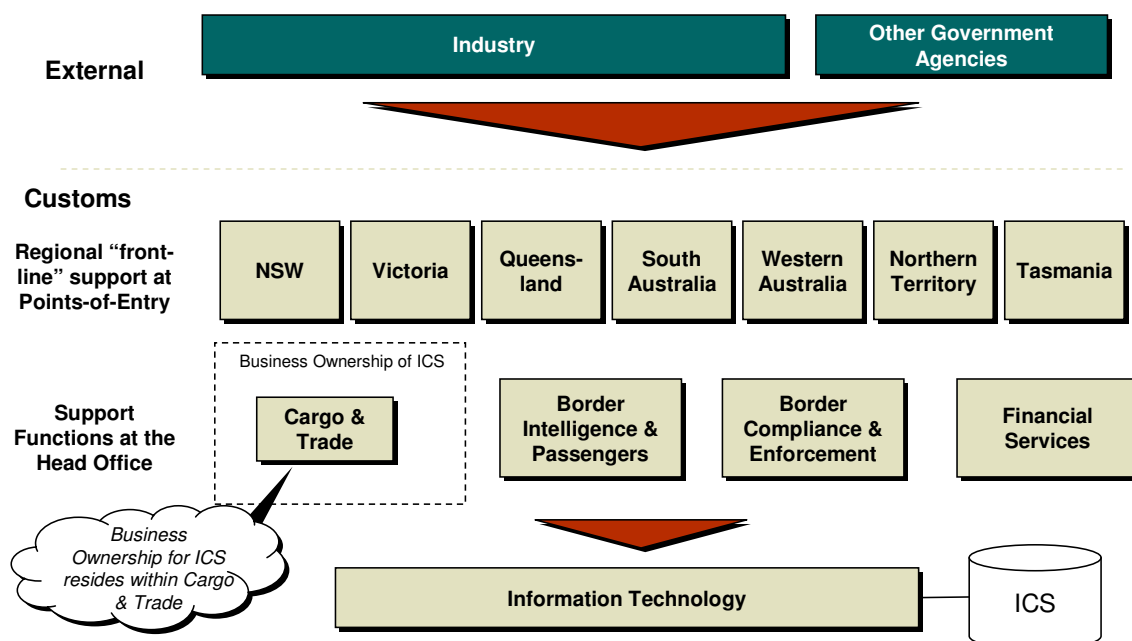 Industry
Other Government
Agencies
External
Customs
Regional “front-
line” support at
Points-of-Entry
NSW
Victoria
Queens-
land
South
Australia
Western
Australia
Northern
Territory
Tasmania
Business Ownership of ICS
Support
Functions at the
Head Office
Cargo &
Trade
Border
Intelligence &
Passengers
Border
Compliance &
Enforcement
Financial
Services
Business
Ownership for ICS
resides within Cargo
& Trade
Information Technology
ICS